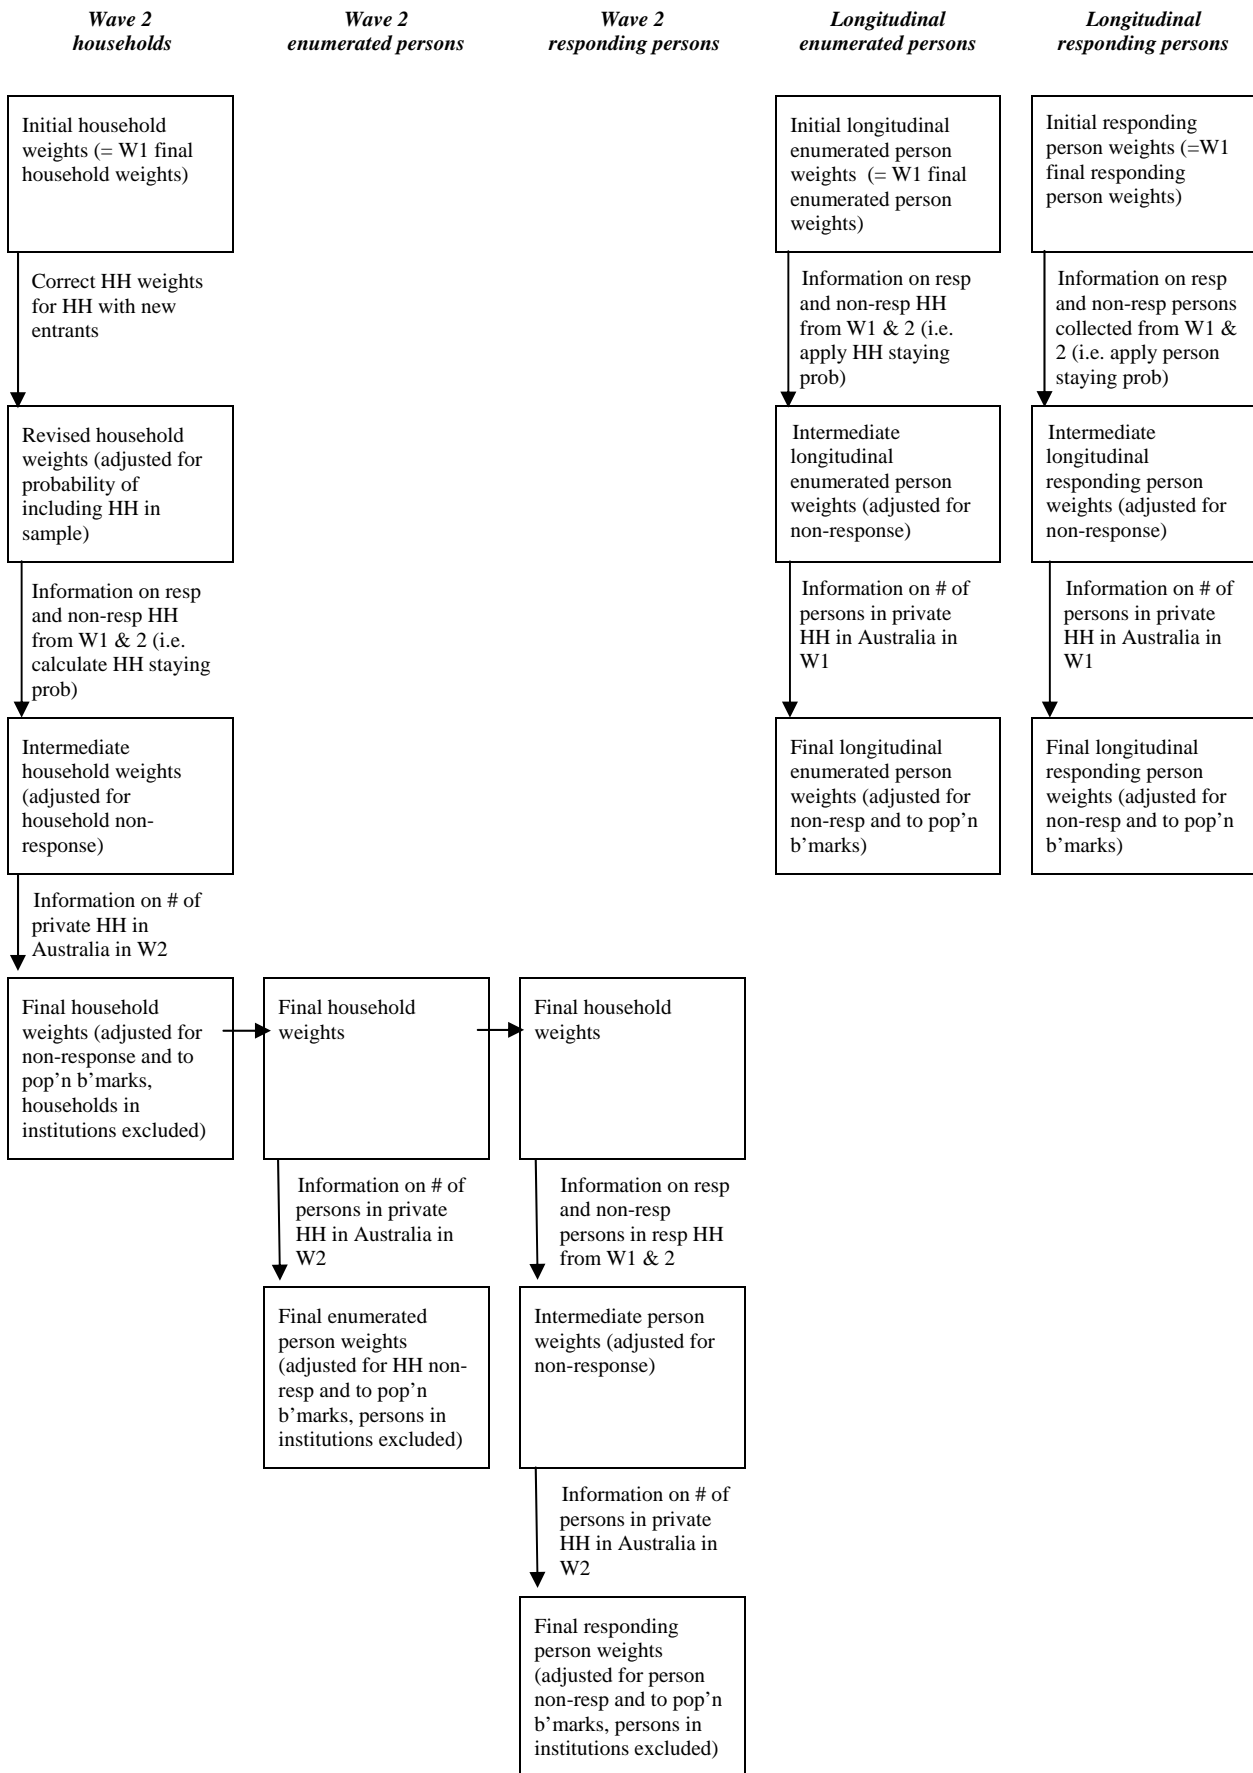 Wave 2
households
Wave 2
enumerated persons
Wave 2
responding persons
Longitudinal
enumerated persons
Longitudinal
responding persons
Initial household
weights (= W1 final
household weights)
Correct HH weights
for HH with new
entrants
Revised household
weights (adjusted for
probability of
including HH in
sample)
Information on resp
and non-resp HH
from W1 & 2 (i.e.
calculate HH staying
prob)
Intermediate
household weights
(adjusted for
household non-
response)
Information on # of
private HH in
Australia in W2
Final household
weights (adjusted for
non-response and to
pop’n b’marks,
households in
institutions excluded)
Final household
weights
Information on # of
persons in private
HH in Australia in
W2
Final enumerated
person weights
(adjusted for HH non-
resp and to pop’n
b’marks, persons in
institutions excluded)
Final household
weights
Information on resp
and non-resp
persons in resp HH
from W1 & 2
Intermediate person
weights (adjusted for
non-response)
Information on # of
persons in private
HH in Australia in
W2
Final responding
person weights
(adjusted for person
non-resp and to pop’n
b’marks, persons in
institutions excluded)
Initial longitudinal
enumerated person
weights (= W1 final
enumerated person
weights)
Information on resp
and non-resp HH
from W1 & 2 (i.e.
apply HH staying
prob)
Intermediate
longitudinal
enumerated person
weights (adjusted for
non-response)
Information on # of
persons in private
HH in Australia in
W1
Final longitudinal
enumerated person
weights (adjusted for
non-resp and to pop’n
b’marks)
Initial responding
person weights (=W1
final responding
person weights)
Information on resp
and non-resp persons
collected from W1 &
2 (i.e. apply person
staying prob)
Intermediate
longitudinal
responding person
weights (adjusted for
non-response)
Information on # of
persons in private
HH in Australia in
W1
Final longitudinal
responding person
weights (adjusted for
non-resp and to pop’n
b’marks)